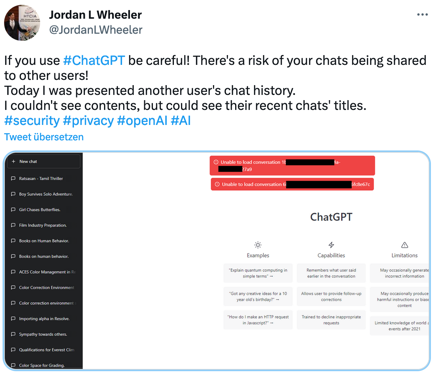 Jordan L Wheeler
@JordanLWheeler
If you use #ChatGPT be careful! There's a risk of your chats being shared
to other users!
Today I was presented another user's chat history.
I couldn't see contents, but could see their recent chats' titles.
#security #privacy #openAI #AI
Tweet übersetzen
+ New chat
Ratsasan - Tamil Thriller
Boy Survives Solo Adventure.
Girl Chases Butterflies.
Film Industry Preparation.
Books on Human Behavior.
Books on human behavior.
ACES Color Management in
Color Correction Environment
Color correction environment.
Importing alpha in Resolve.
Sympathy towards others.
Qualifications for Everest
Color Space for Grading.
Unable to load conversation
Unable to load conversation
ChatGPT
Examples
Capabilities
Limitations
"Explain quantum computing in
simple terms" →
Remembers what user said
earlier in the conversation
May occasionally generate
incorrect information
"Got any creative ideas for a 10
year old's birthday?" →
Allows user to provide follow-up
corrections
May occasionally produce
harmful instructions or biased
content
"How do I make an HTTP request
in Javascript?" →
Trained to decline inappropriate
requests
Limited knowledge of world
events after 2021